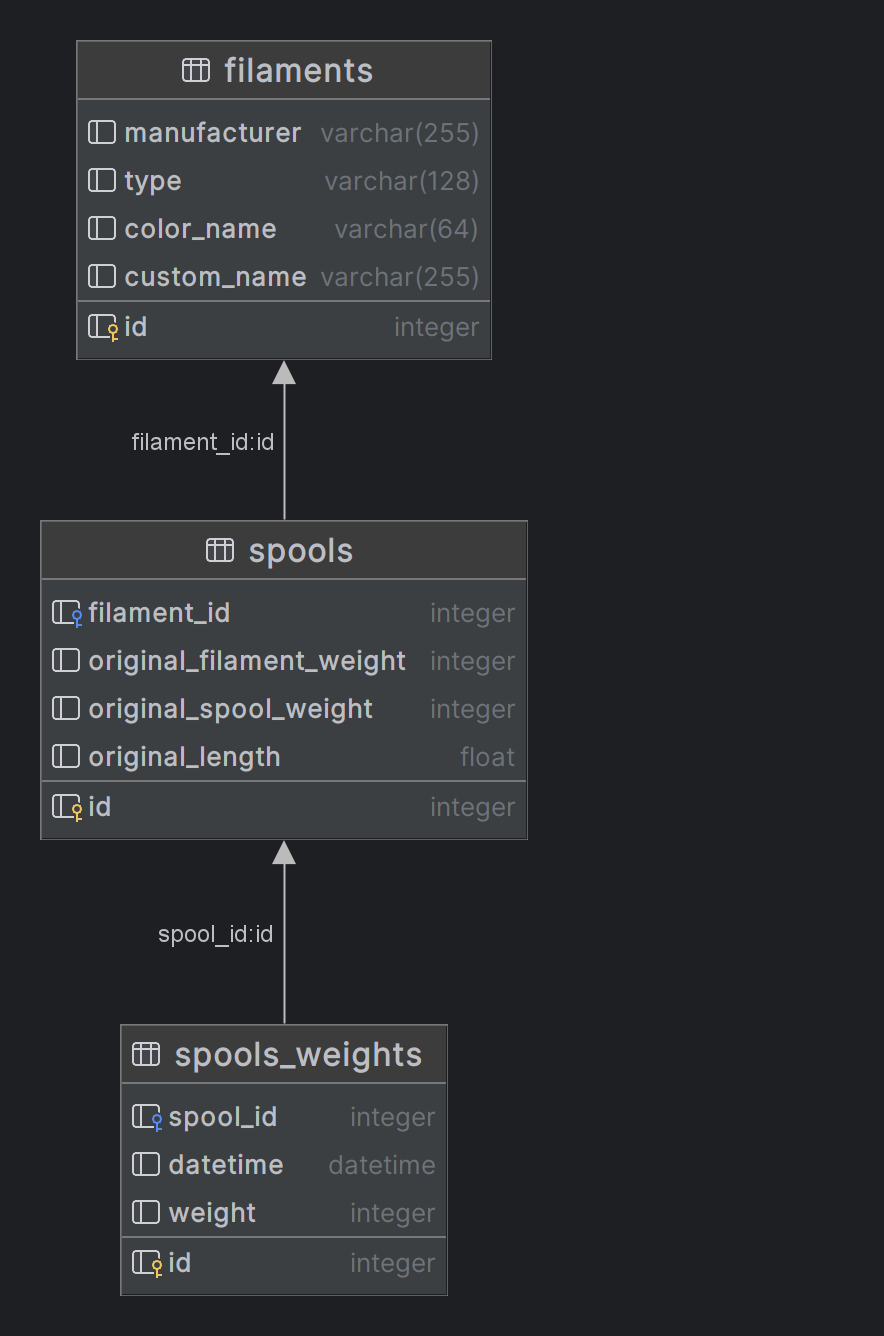 filaments
manufacturer varchar(255)
type varchar(128)
color_name varchar(64)
custom_name varchar(255)
id integer
filament_id:id
spools
filament_id integer
original_filament_weight integer
original_spool_weight integer
original_length float
id integer
spool_id:id
spools_weights
spool_id integer
datetime datetime
weight integer
id integer